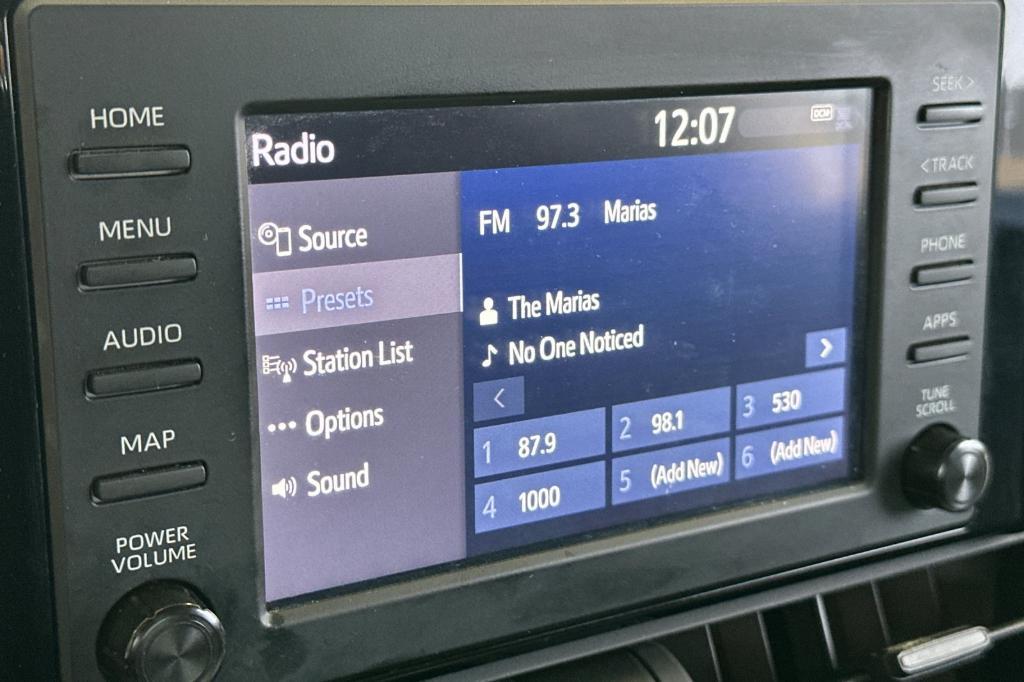 HOME
MENU
AUDIO
MAP
POWER
VOLUME
Radio
12:07
DCM
Source
Presets
Station List
Options
Sound
FM 97.3 Marias
The Marias
No One Noticed
<
>
1 87.9
2 98.1
3 530
4 1000
5 (Add New)
6 (Add New)
SEEK >
< TRACK
PHONE
APPS
TUNE
SCROLL